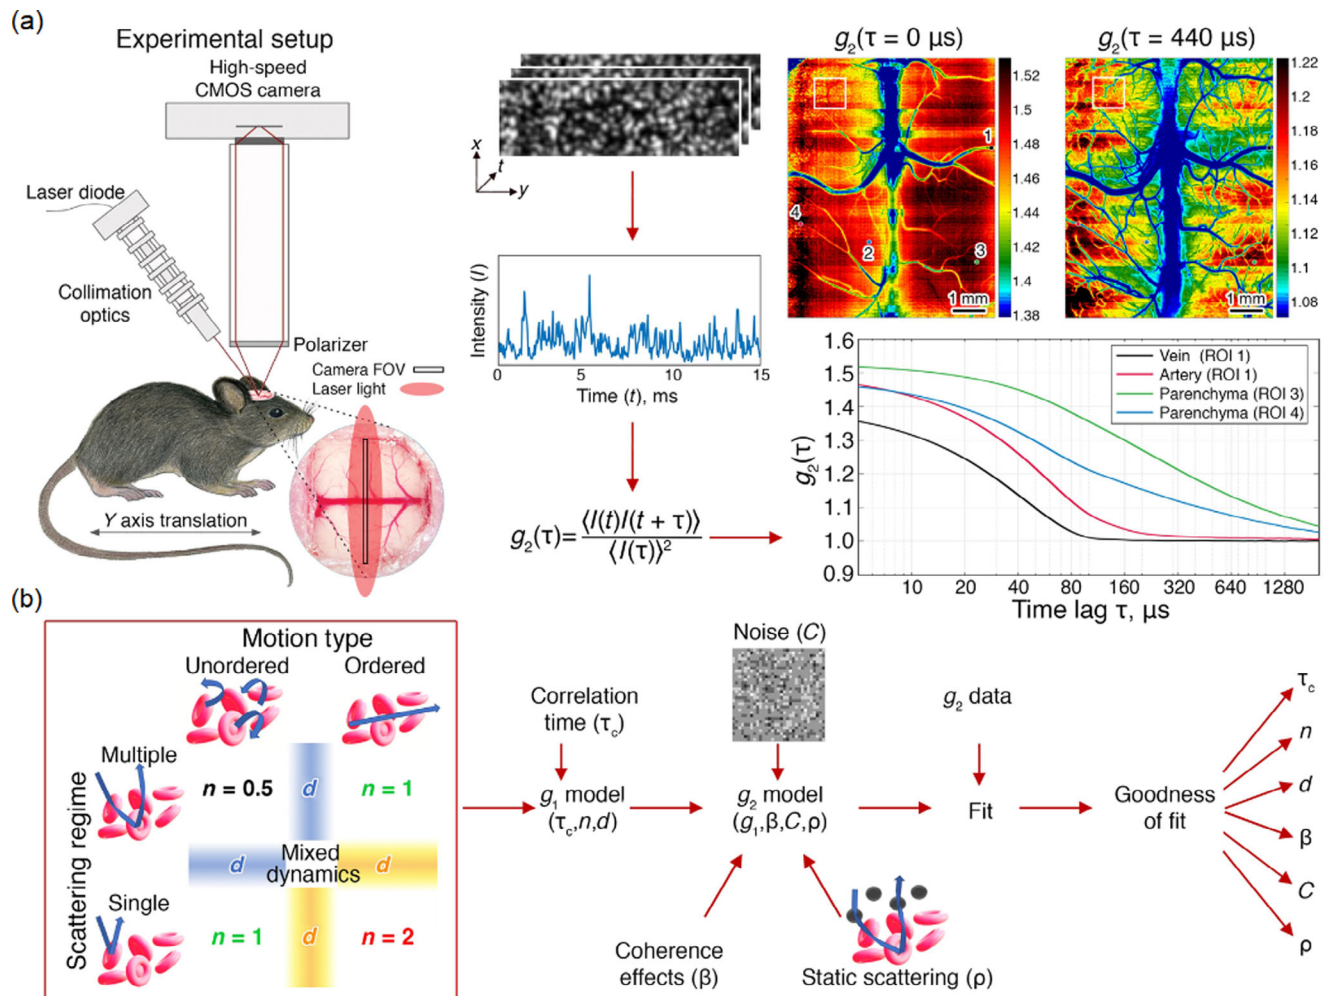 (a)
Experimental setup
High-speed
CMOS camera
Laser diode
Collimation
optics
Polarizer
Camera FOV
Laser light
Y axis translation
x
t
y
Intensity (I)
0
5
10
15
Time (t), ms
g2(τ)=⟨I(t)I(t + τ)⟩
⟨I(τ)⟩²
g2(τ = 0 µs)
1
2
3
4
1 mm
1.52
1.5
1.48
1.46
1.44
1.42
1.4
1.38
g2(τ = 440 µs)
1 mm
1.22
1.2
1.18
1.16
1.14
1.12
1.1
1.08
1.6
1.5
1.4
1.3
1.2
1.1
1.0
0.9
g2(τ)
Vein (ROI 1)
Artery (ROI 1)
Parenchyma (ROI 3)
Parenchyma (ROI 4)
10
20
40
80
160
320
640
1280
Time lag τ, µs
(b)
Motion type
Unordered
Ordered
Scattering regime
Multiple
n = 0.5
d
n = 1
d
Mixed
dynamics
d
Single
n = 1
d
n = 2
Correlation
time (τc)
g1 model
(τc,n,d)
Noise (C)
g2 model
(g1,β,C,ρ)
Coherence
effects (β)
Static scattering (ρ)
g2 data
Fit
Goodness
of fit
τc
n
d
β
C
ρ